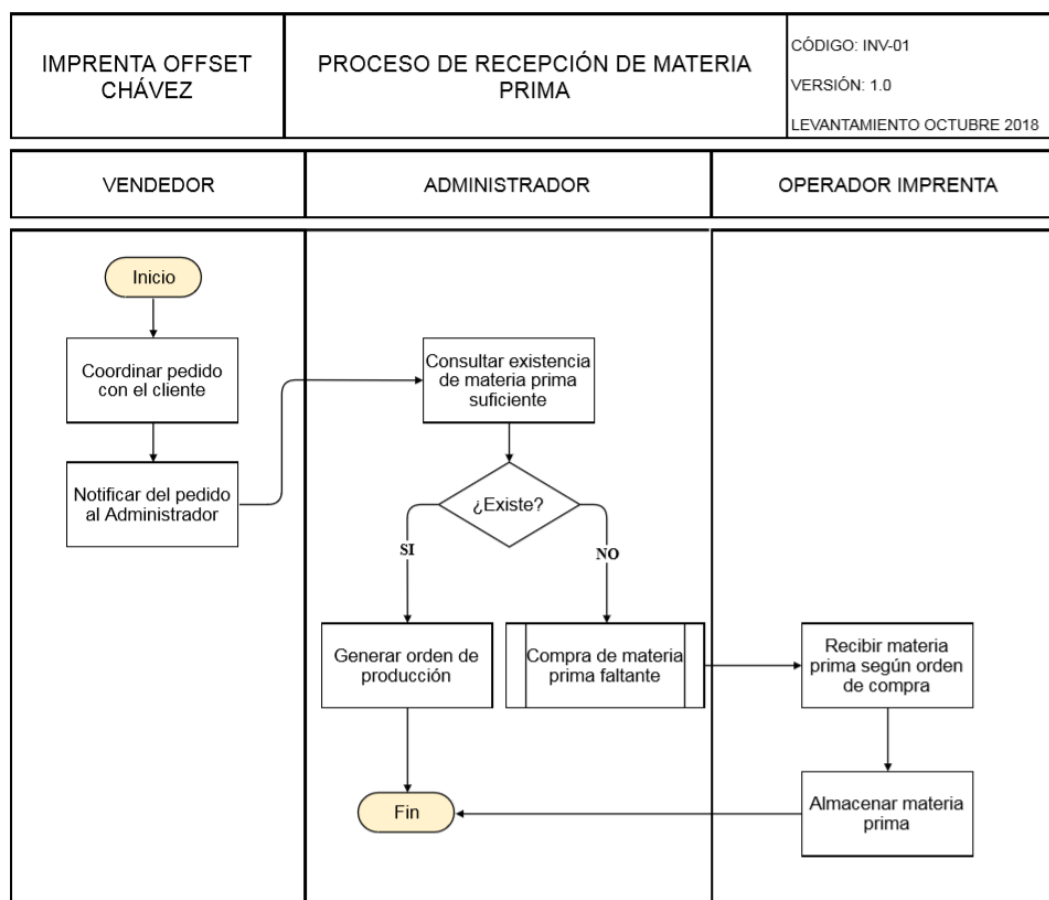 IMPRENTA OFFSET
CHÁVEZ
PROCESO DE RECEPCIÓN DE MATERIA
PRIMA
CÓDIGO: INV-01
VERSIÓN: 1.0
LEVANTAMIENTO OCTUBRE 2018
VENDEDOR
ADMINISTRADOR
OPERADOR IMPRENTA
Inicio
Coordinar pedido
con el cliente
Notificar del pedido
al Administrador
Consultar existencia
de materia prima
suficiente
¿Existe?
SI
NO
Generar orden de
producción
Compra de materia
prima faltante
Recibir materia
prima según orden
de compra
Almacenar materia
prima
Fin